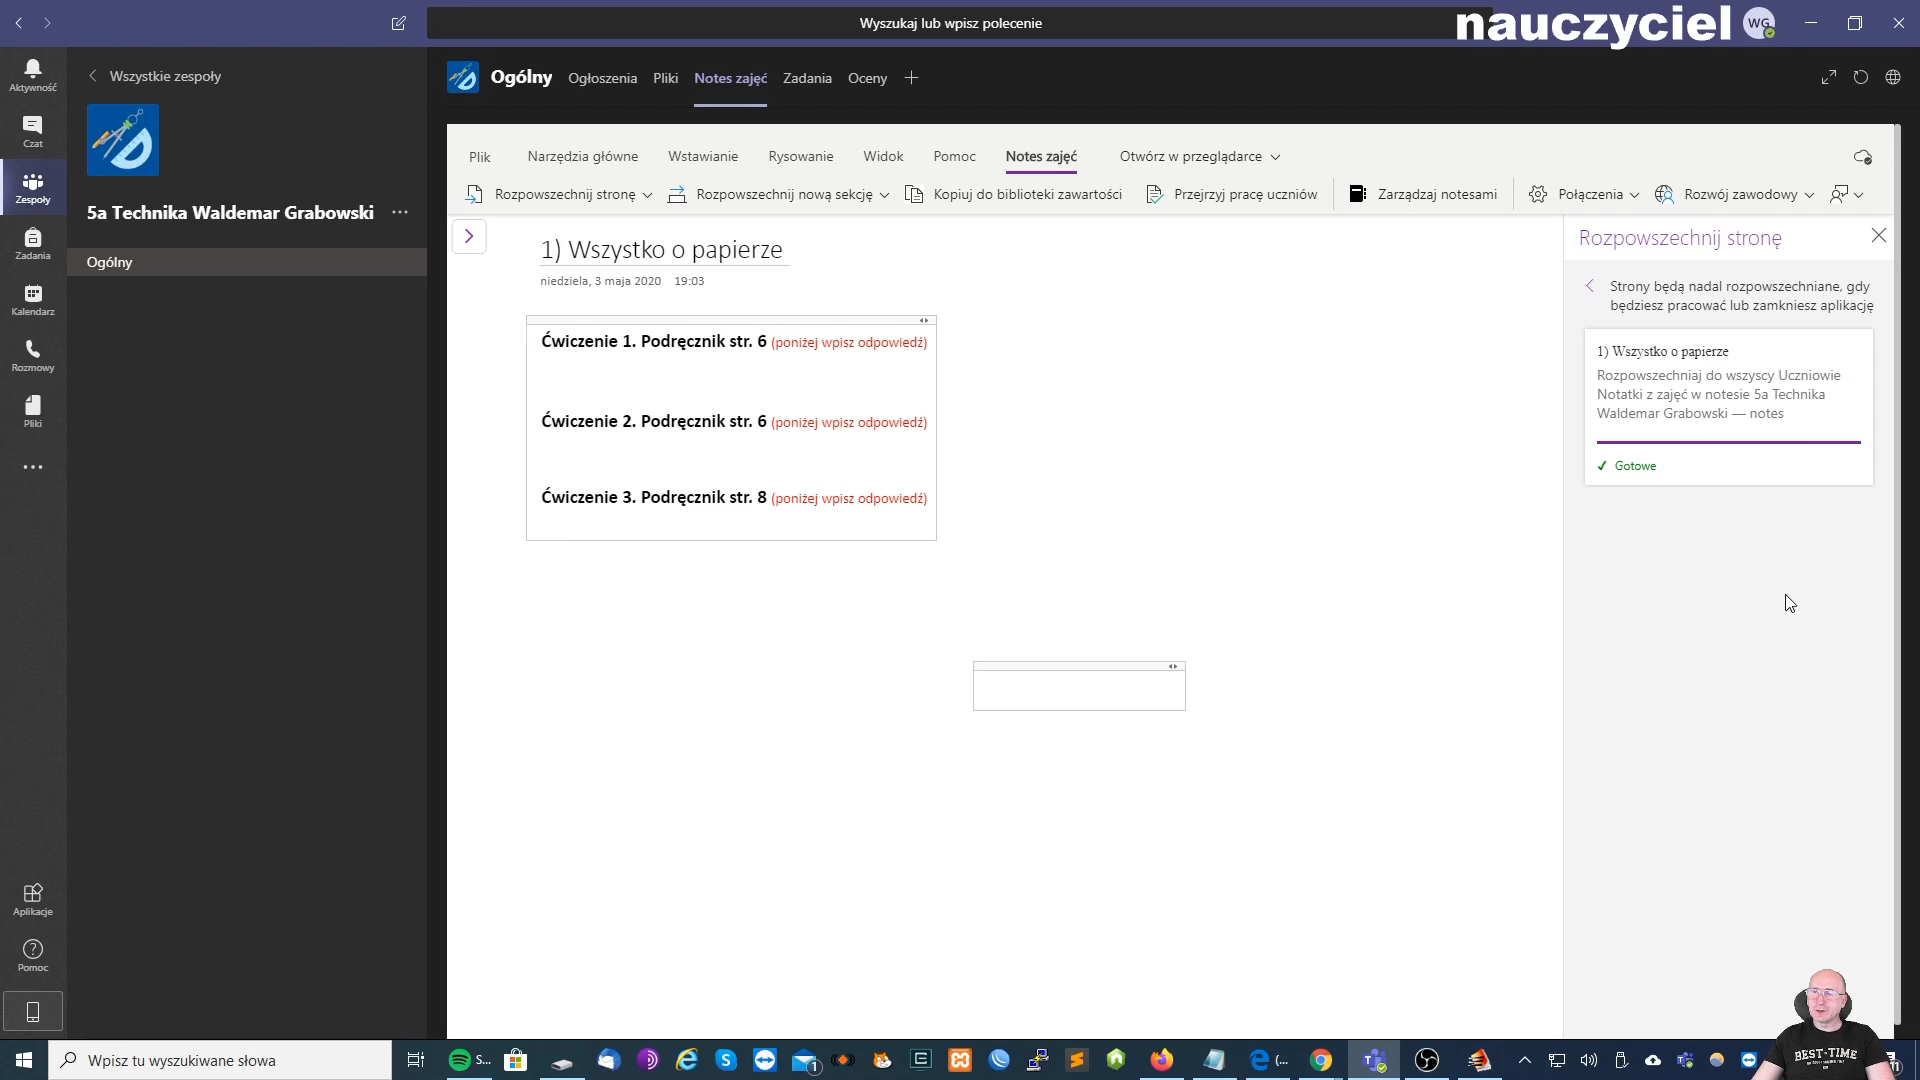 Wyszukaj lub wpisz polecenie
nauczyciel
WG
Aktywność
Czat
Zespoły
Zadania
Kalendarz
Rozmowy
Pliki
Aplikacje
Pomoc
Wszystkie zespoły
5a Technika Waldemar Grabowski
Ogólny
Ogólny Ogłoszenia Pliki Notes zajęć Zadania Oceny
Plik Narzędzia główne Wstawianie Rysowanie Widok Pomoc Notes zajęć Otwórz w przeglądarce
Rozpowszechnij stronę Rozpowszechnij nową sekcję Kopiuj do biblioteki zawartości Przejrzyj pracę uczniów Zarządzaj notesami Połączenia Rozwój zawodowy
1) Wszystko o papierze
niedziela, 3 maja 2020 19:03
Ćwiczenie 1. Podręcznik str. 6 (poniżej wpisz odpowiedź)
Ćwiczenie 2. Podręcznik str. 6 (poniżej wpisz odpowiedź)
Ćwiczenie 3. Podręcznik str. 8 (poniżej wpisz odpowiedź)
Rozpowszechnij stronę
Strony będą nadal rozpowszechniane, gdy
będziesz pracować lub zamkniesz aplikację
1) Wszystko o papierze
Rozpowszechniaj do wszyscy Uczniowie
Notatki z zajęć w notesie 5a Technika
Waldemar Grabowski — notes
Gotowe
Wpisz tu wyszukiwane słowa
S...
1
(...
BEST-TIME